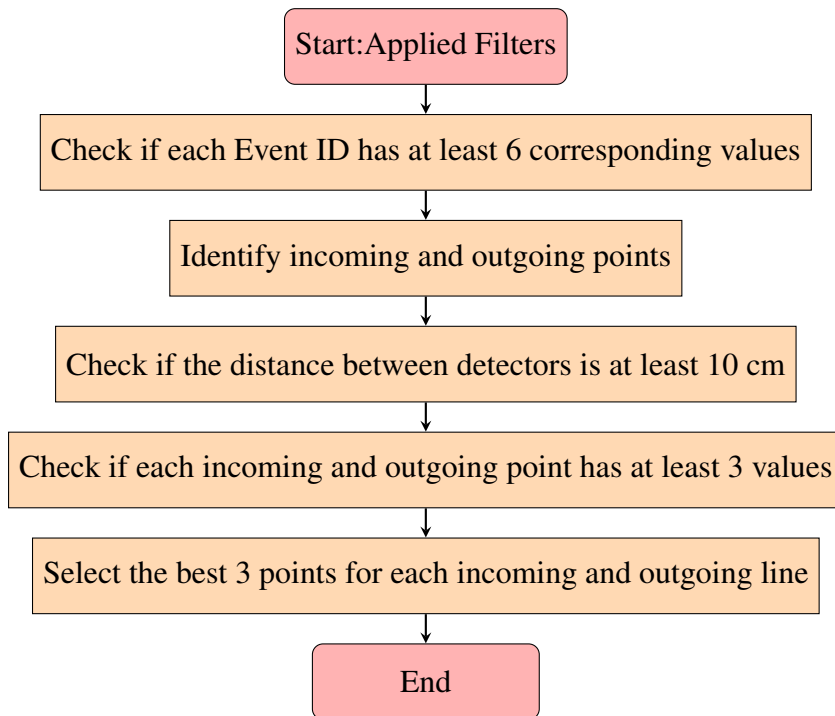 Start:Applied Filters
Check if each Event ID has at least 6 corresponding values
Identify incoming and outgoing points
Check if the distance between detectors is at least 10 cm
Check if each incoming and outgoing point has at least 3 values
Select the best 3 points for each incoming and outgoing line
End